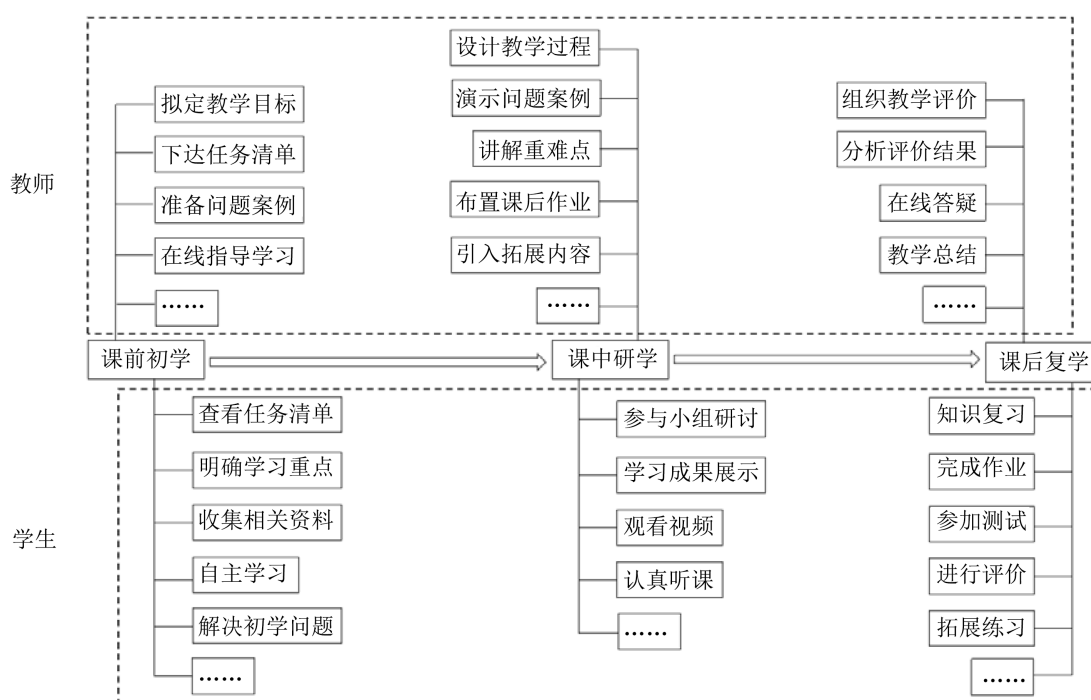 教师
拟定教学目标
下达任务清单
准备问题案例
在线指导学习
……
设计教学过程
演示问题案例
讲解重难点
布置课后作业
引入拓展内容
……
组织教学评价
分析评价结果
在线答疑
教学总结
……
课前初学
课中研学
课后复学
学生
查看任务清单
明确学习重点
收集相关资料
自主学习
解决初学问题
……
参与小组研讨
学习成果展示
观看视频
认真听课
……
知识复习
完成作业
参加测试
进行评价
拓展练习
……